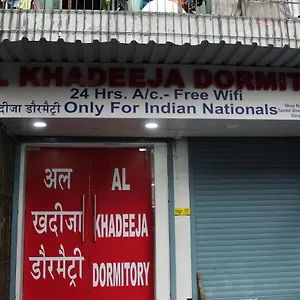 L KHADEEJA DORMIT
24 Hrs. A/c.- Free Wifi
दीजा डौरमैट्री Only For Indian Nationals
अल
खदीजा
डौरमैट्री
AL
KHADEEJA
DORMITORY